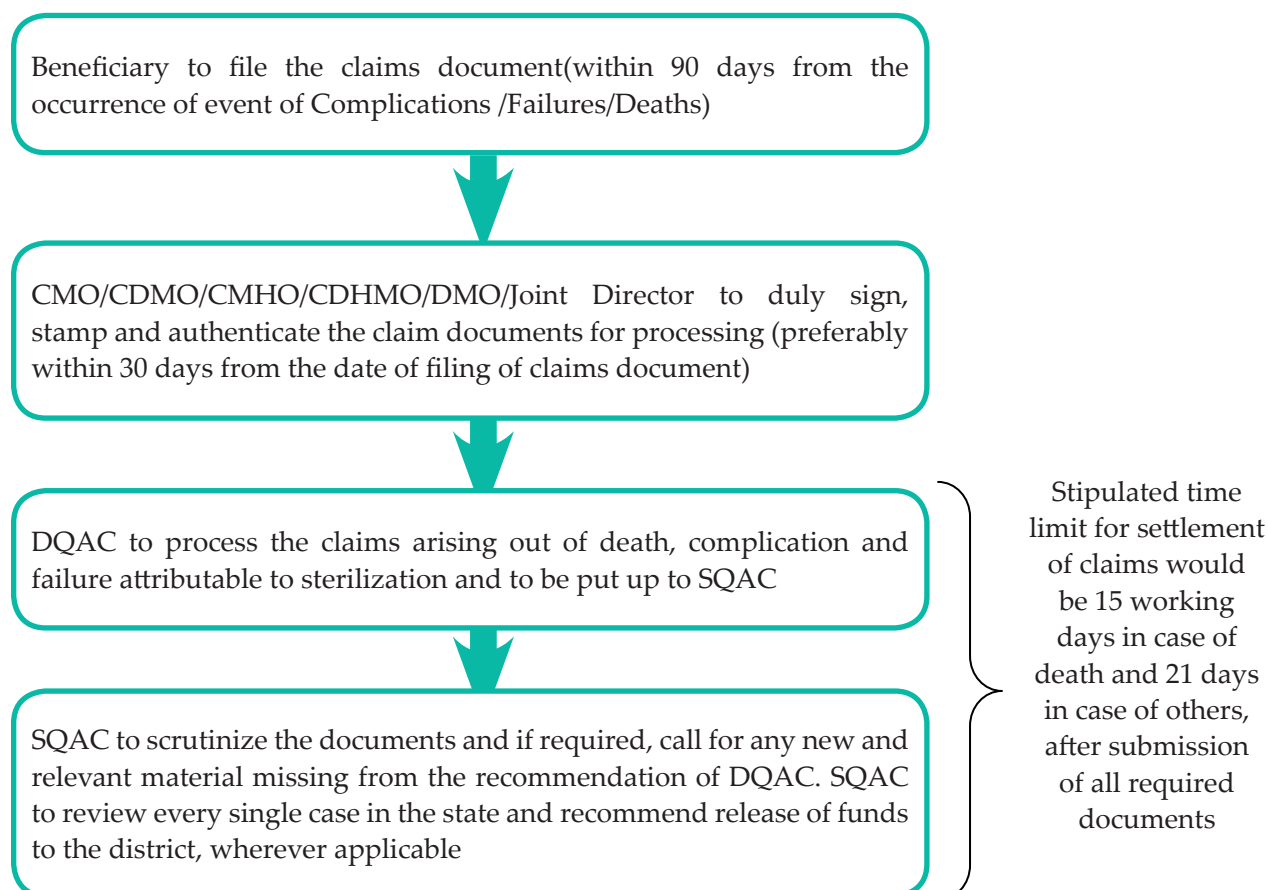 Beneficiary to file the claims document(within 90 days from the
occurrence of event of Complications /Failures/Deaths)
CMO/CDMO/CMHO/CDHMO/DMO/Joint Director to duly sign,
stamp and authenticate the claim documents for processing (preferably
within 30 days from the date of filing of claims document)
DQAC to process the claims arising out of death, complication and
failure attributable to sterilization and to be put up to SQAC
SQAC to scrutinize the documents and if required, call for any new and
relevant material missing from the recommendation of DQAC. SQAC
to review every single case in the state and recommend release of funds
to the district, wherever applicable
Stipulated time
limit for settlement
of claims would
be 15 working
days in case of
death and 21 days
in case of others,
after submission
of all required
documents